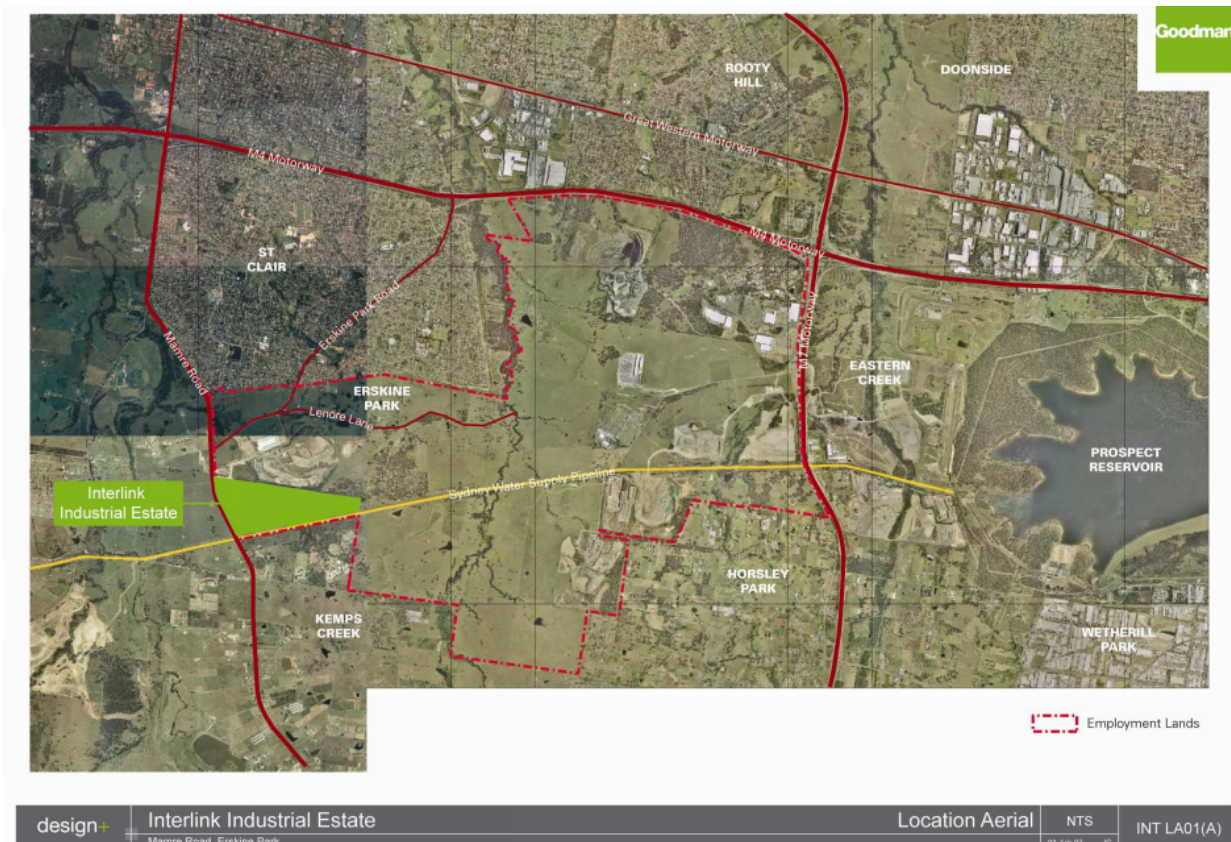 Goodman
ROOTY
HILL
DOONSIDE
Great Western Motorway
M4 Motorway
ST
CLAIR
M4 Motorway
Erskine Park Road
M7 Motorway
Mamre Road
EASTERN
CREEK
ERSKINE
PARK
Lenore Lane
PROSPECT
RESERVOIR
Sydney Water Supply Pipeline
Interlink
Industrial Estate
HORSLEY
PARK
KEMPS
CREEK
WETHERILL
PARK
Employment Lands
design+
Interlink Industrial Estate
Location Aerial
NTS
INT LA01(A)
Mamre Road, Erskine Park